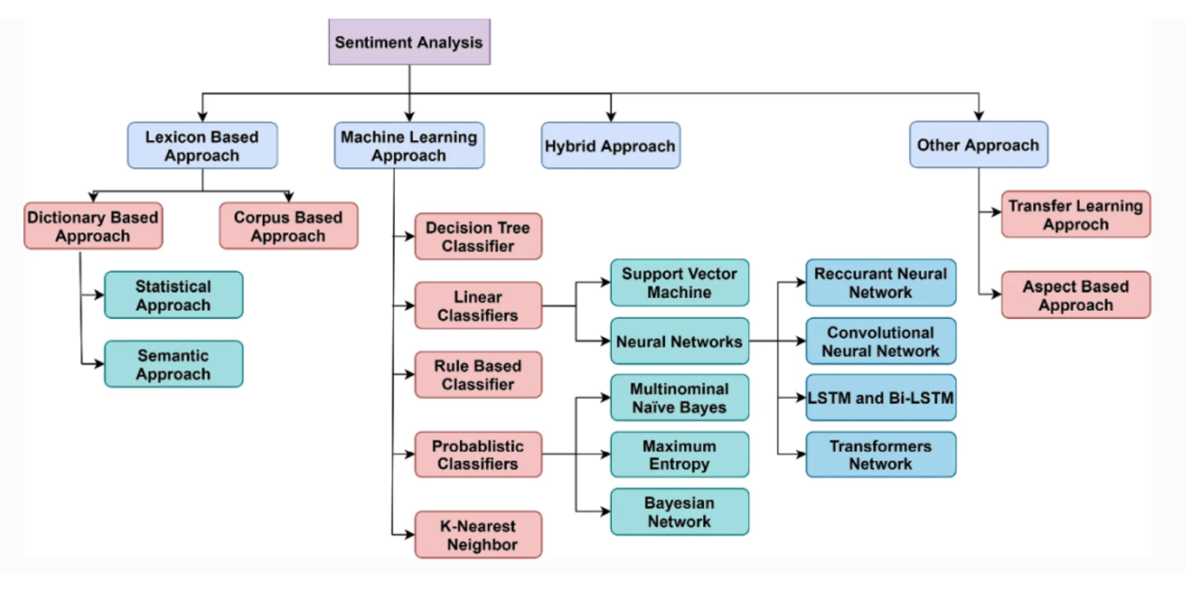 Sentiment Analysis
Lexicon Based
Approach
Machine Learning
Approach
Hybrid Approach
Other Approach
Dictionary Based
Approach
Corpus Based
Approach
Statistical
Approach
Semantic
Approach
Decision Tree
Classifier
Linear
Classifiers
Rule Based
Classifier
Probablistic
Classifiers
K-Nearest
Neighbor
Support Vector
Machine
Neural Networks
Multinominal
Naïve Bayes
Maximum
Entropy
Bayesian
Network
Reccurant Neural
Network
Convolutional
Neural Network
LSTM and Bi-LSTM
Transformers
Network
Transfer Learning
Approch
Aspect Based
Approach